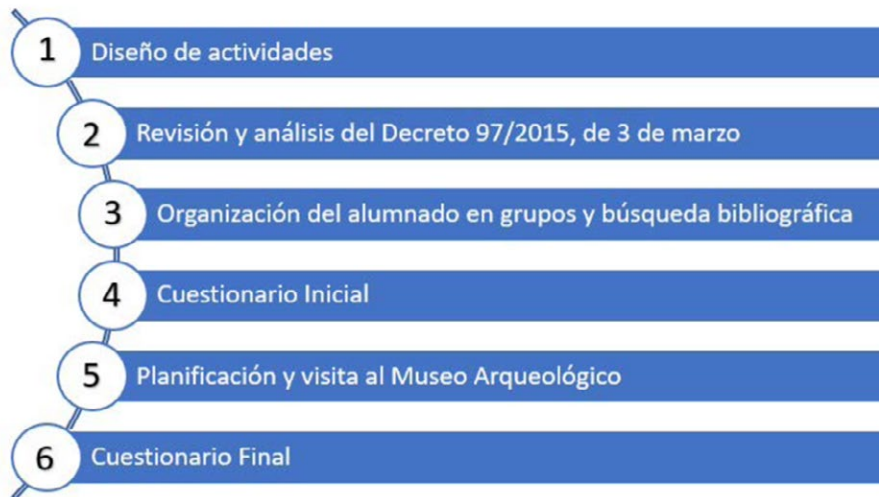 1 Diseño de actividades
2 Revisión y análisis del Decreto 97/2015, de 3 de marzo
3 Organización del alumnado en grupos y búsqueda bibliográfica
4 Cuestionario Inicial
5 Planificación y visita al Museo Arqueológico
6 Cuestionario Final